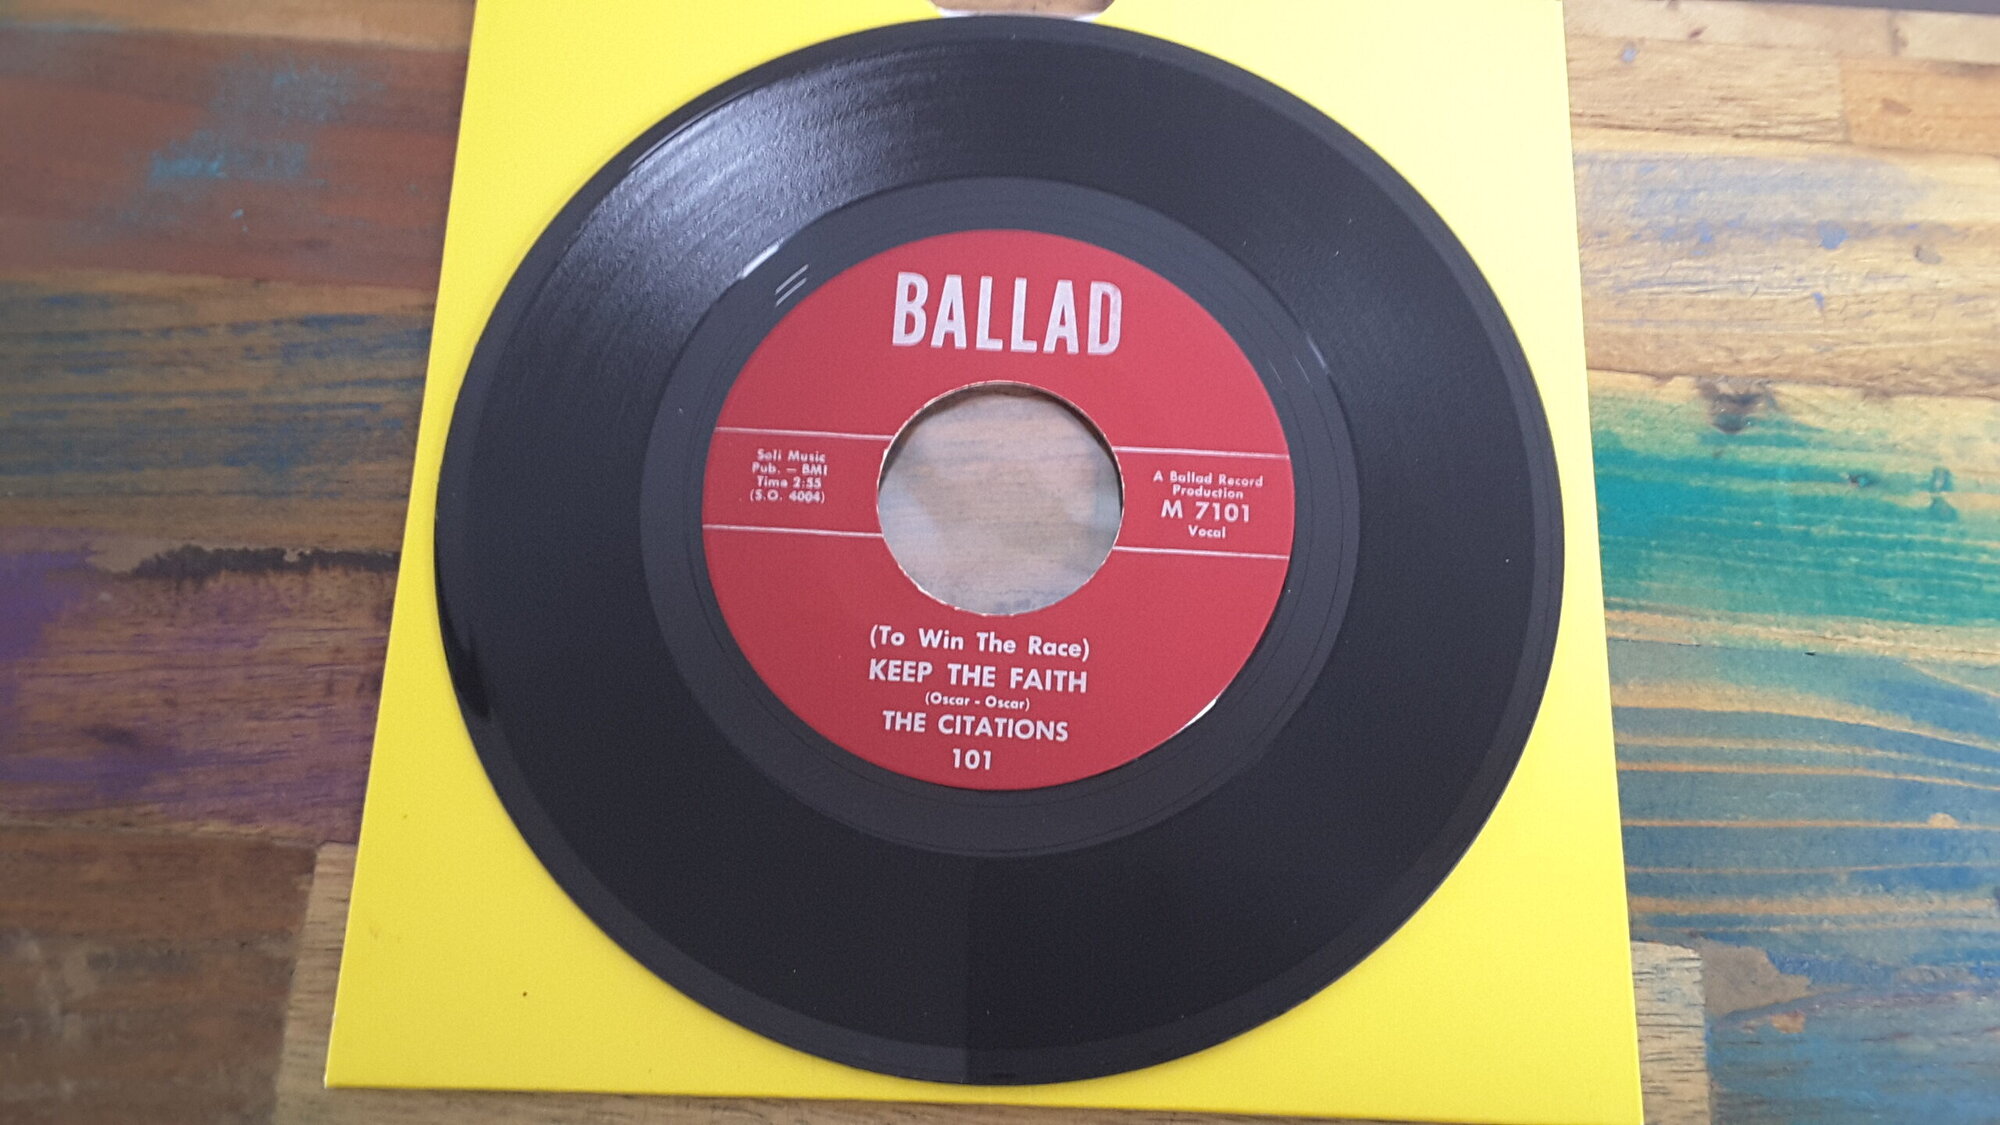 BALLAD
Soli Music
Pub. — BMI
Time 2:55
(S.O. 4004)
A Ballad Record
Production
M 7101
Vocal
(To Win The Race)
KEEP THE FAITH
(Oscar - Oscar)
THE CITATIONS
101